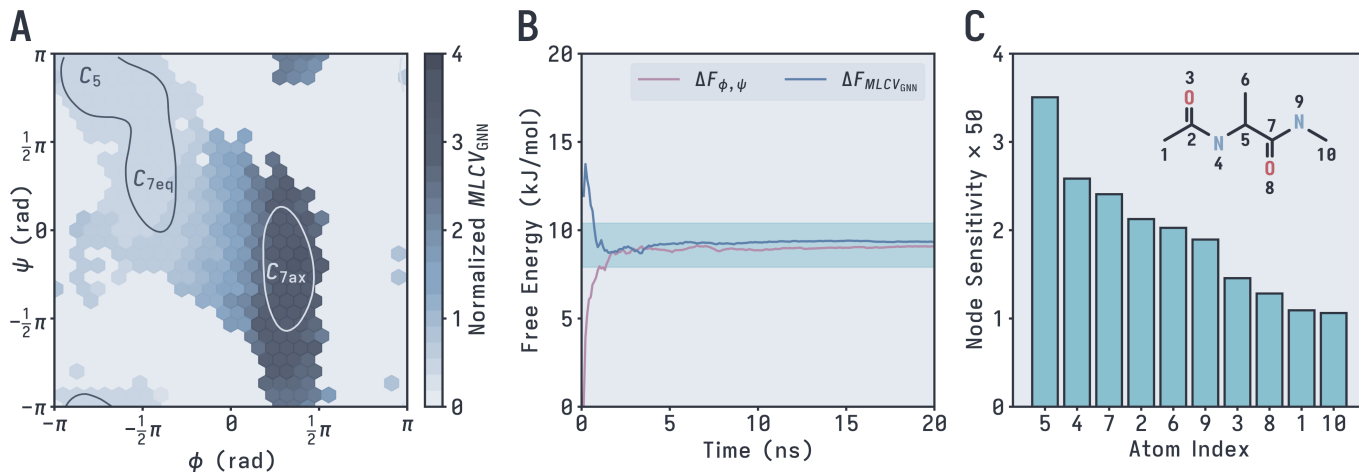 A
π
½π
0
-½π
-π
ψ (rad)
C5
C7eq
C7ax
-π
-½π
0
½π
π
ϕ (rad)
4
3
2
1
0
Normalized MLCVGNN
B
20
15
10
5
0
Free Energy (kJ/mol)
ΔFϕ,ψ
ΔFMLCVGNN
0
5
10
15
20
Time (ns)
C
4
3
2
1
0
Node Sensitivity × 50
3
6
O
9
7
N
2
N
5
1
4
O
10
8
5 4 7 2 6 9 3 8 1 10
Atom Index